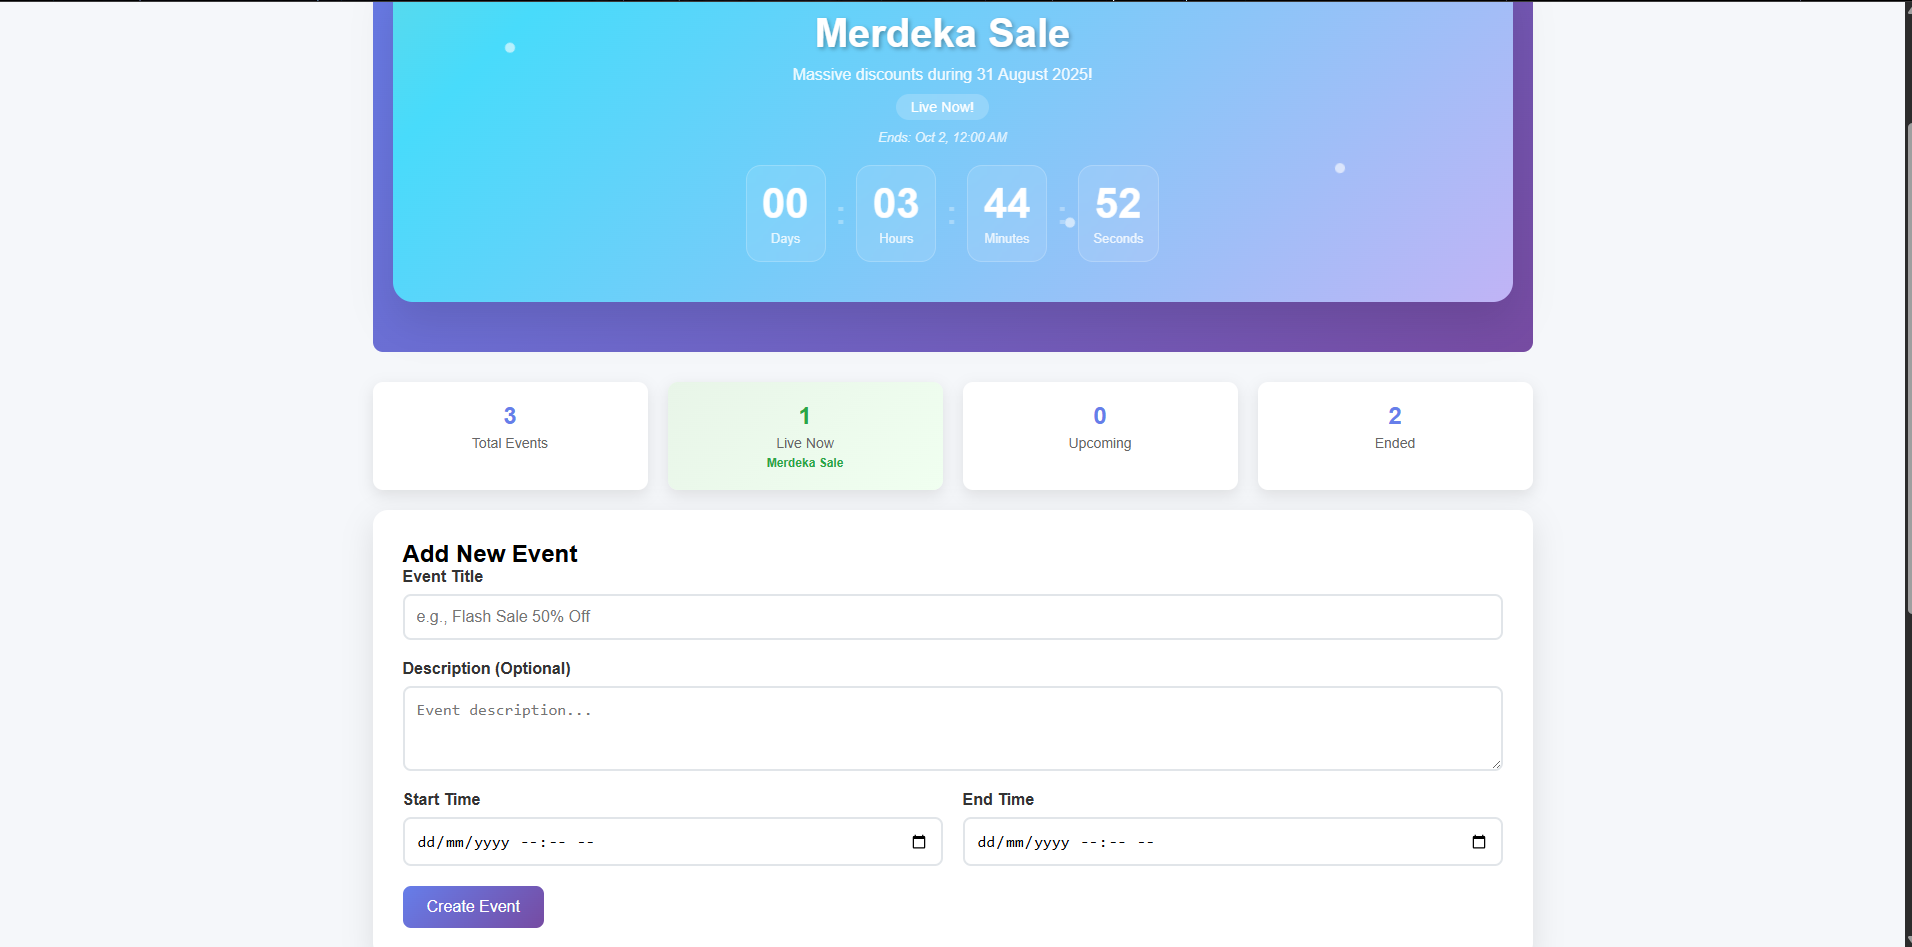 Merdeka Sale
Massive discounts during 31 August 2025!
Live Now!
Ends: Oct 2, 12:00 AM
00 : 03 : 44 : 52
Days Hours Minutes Seconds
3 1 0 2
Total Events Live Now Upcoming Ended
Merdeka Sale
Add New Event
Event Title
e.g., Flash Sale 50% Off
Description (Optional)
Event description...
Start Time End Time
dd/mm/yyyy --:-- -- dd/mm/yyyy --:-- --
Create Event